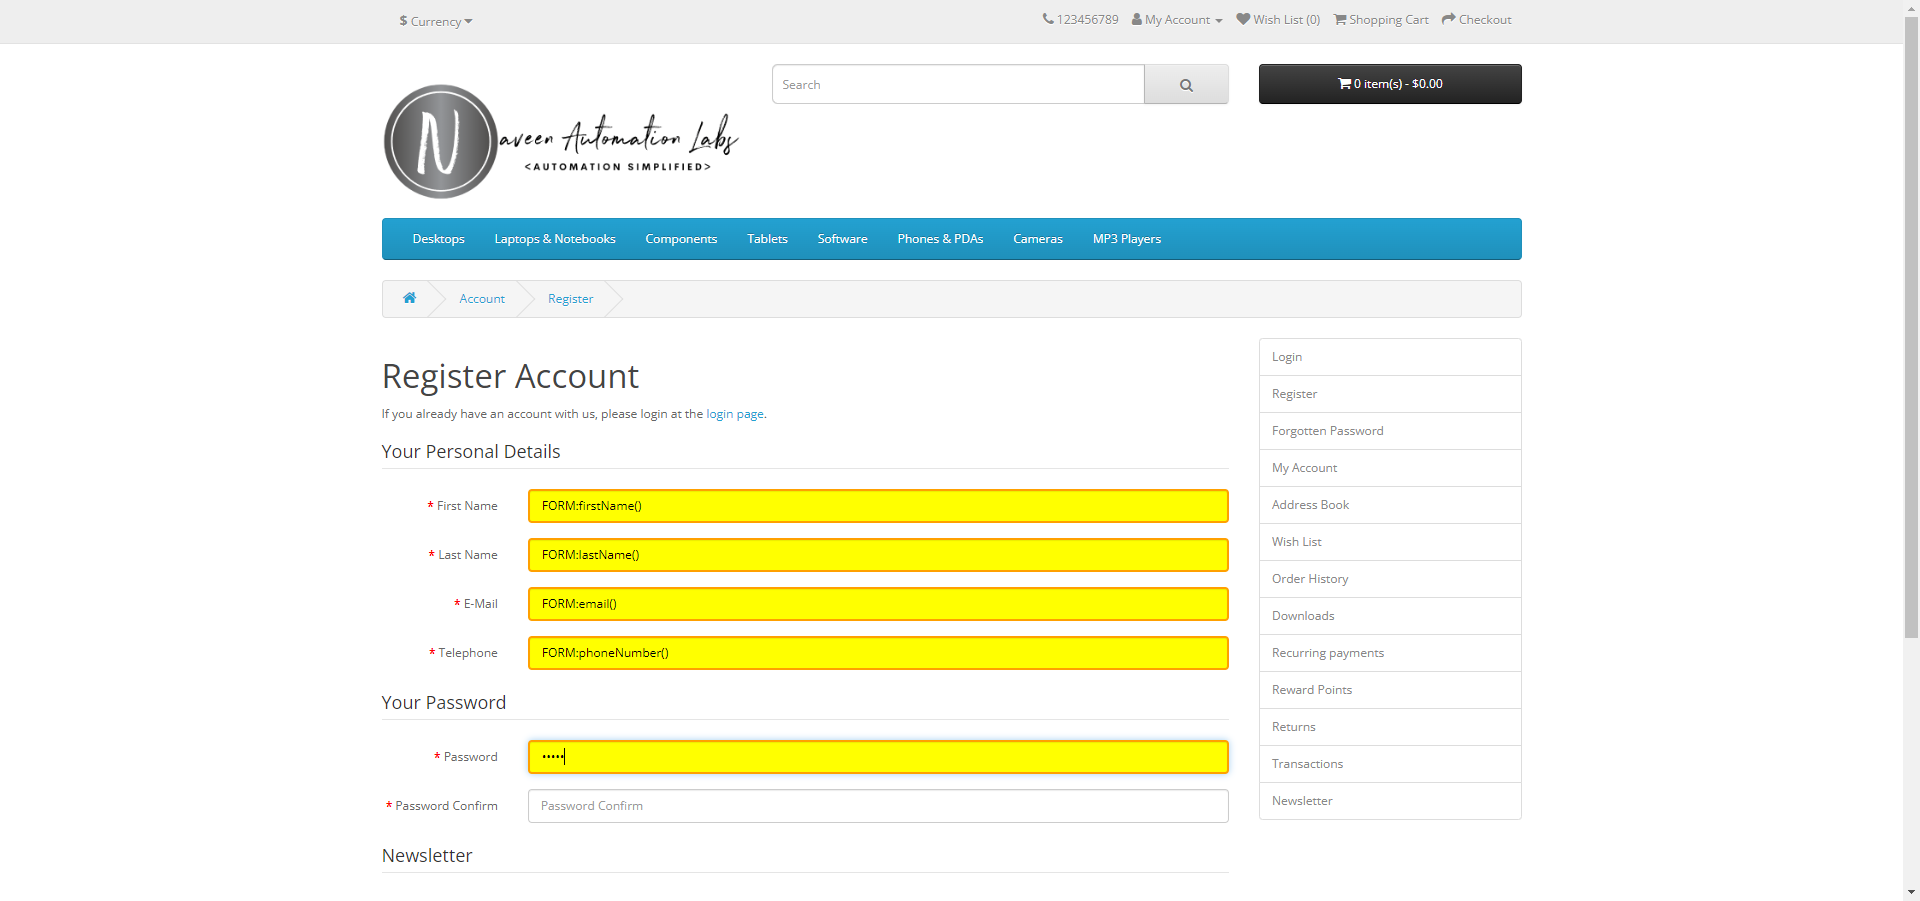 $ Currency
123456789 My Account Wish List (0) Shopping Cart Checkout
Search
0 item(s) - $0.00
N aveen Automation Labs
<AUTOMATION SIMPLIFIED>
Desktops Laptops & Notebooks Components Tablets Software Phones & PDAs Cameras MP3 Players
Account Register
Register Account
If you already have an account with us, please login at the login page.
Your Personal Details
* First Name FORM:firstName()
* Last Name FORM:lastName()
* E-Mail FORM:email()
* Telephone FORM:phoneNumber()
Your Password
* Password •••••
* Password Confirm Password Confirm
Newsletter
Login
Register
Forgotten Password
My Account
Address Book
Wish List
Order History
Downloads
Recurring payments
Reward Points
Returns
Transactions
Newsletter